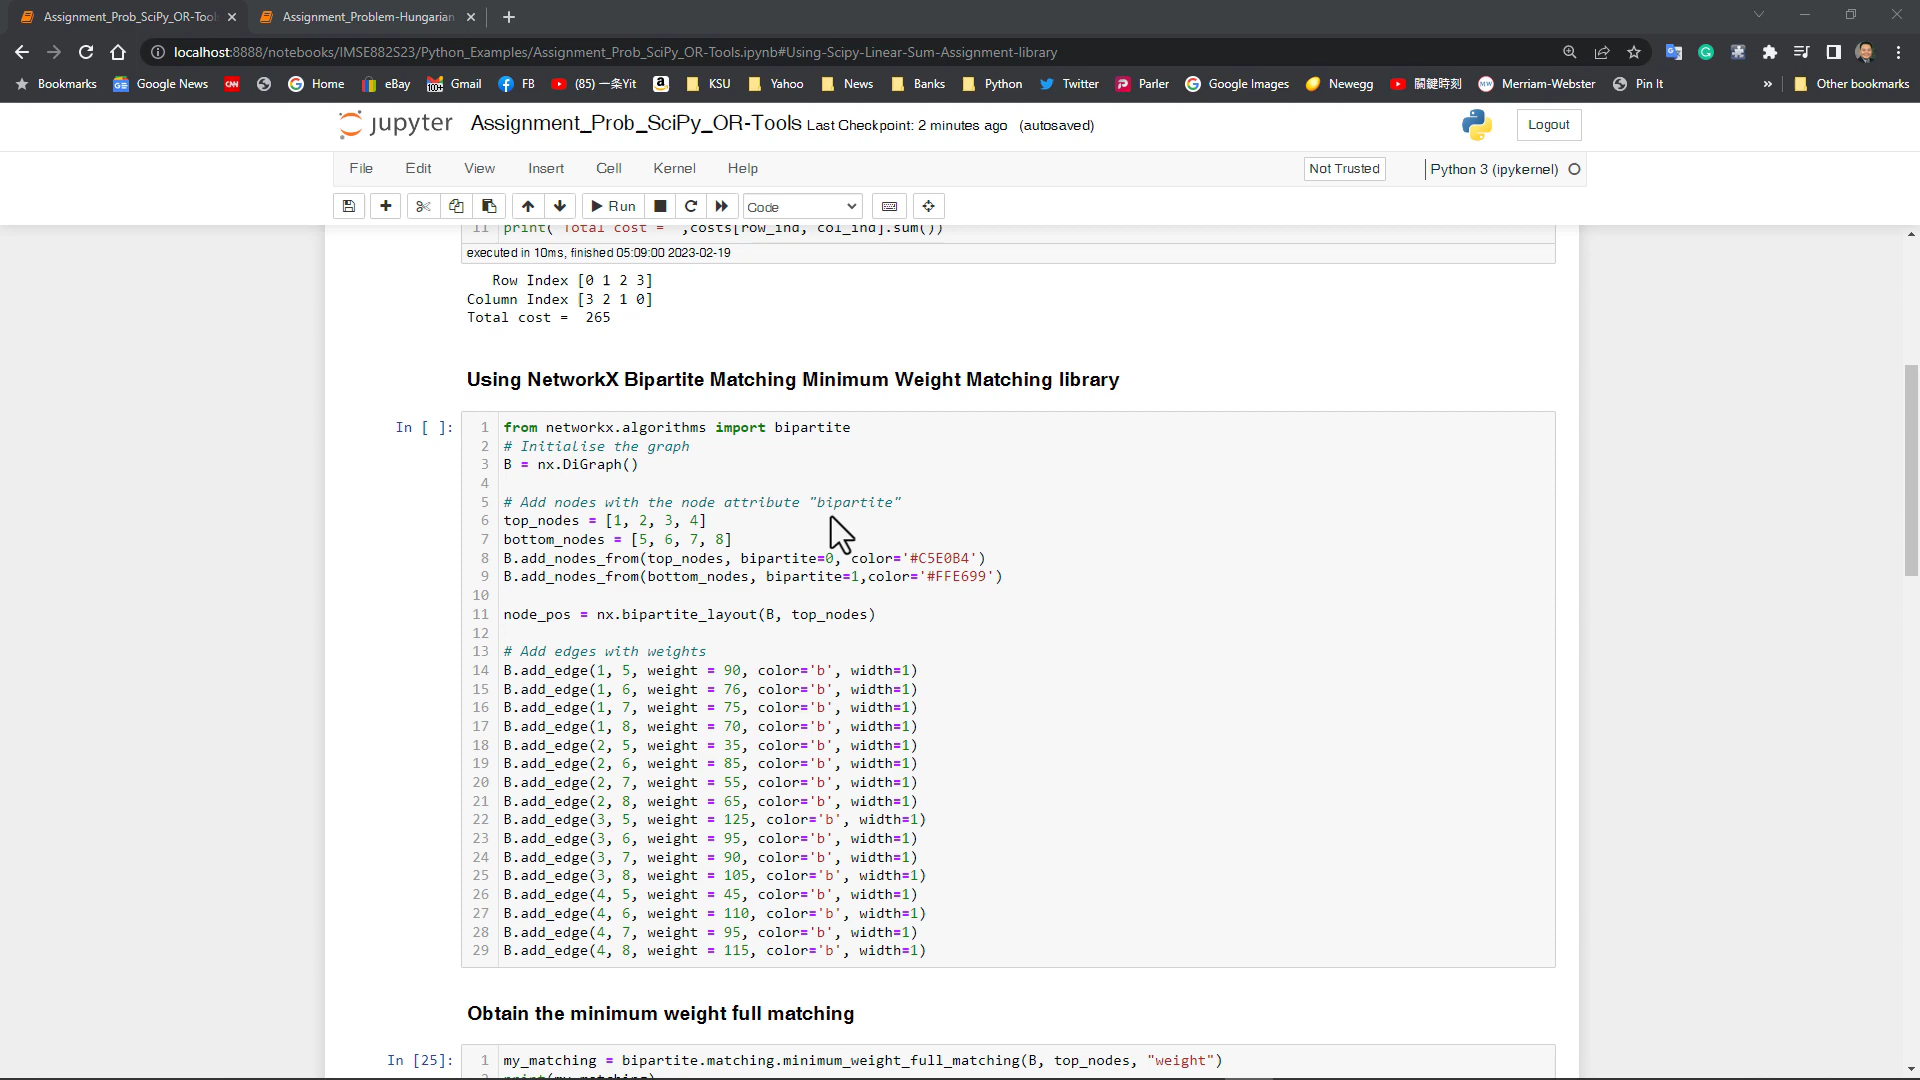 Assignment_Prob_SciPy_OR-Tool
Assignment_Problem-Hungarian
localhost:8888/notebooks/IMSE882S23/Python_Examples/Assignment_Prob_SciPy_OR-Tools.ipynb#Using-Scipy-Linear-Sum-Assignment-library
Bookmarks Google News CNN Home eBay 100+ Gmail FB (85) 一条Yit KSU Yahoo News Banks Python Twitter Parler Google Images Newegg 關鍵時刻 Merriam-Webster Pin It » Other bookmarks
jupyter Assignment_Prob_SciPy_OR-Tools Last Checkpoint: 2 minutes ago (autosaved) Logout
File Edit View Insert Cell Kernel Help Not Trusted Python 3 (ipykernel)
Run Code
11 print( Total cost = ",costs[row_ind, col_ind].sum())
executed in 10ms, finished 05:09:00 2023-02-19
Row Index [0 1 2 3]
Column Index [3 2 1 0]
Total cost = 265
Using NetworkX Bipartite Matching Minimum Weight Matching library
In [ ]: 1 from networkx.algorithms import bipartite
2 # Initialise the graph
3 B = nx.DiGraph()
4
5 # Add nodes with the node attribute "bipartite"
6 top_nodes = [1, 2, 3, 4]
7 bottom_nodes = [5, 6, 7, 8]
8 B.add_nodes_from(top_nodes, bipartite=0, color='#C5E0B4')
9 B.add_nodes_from(bottom_nodes, bipartite=1,color='#FFE699')
10
11 node_pos = nx.bipartite_layout(B, top_nodes)
12
13 # Add edges with weights
14 B.add_edge(1, 5, weight = 90, color='b', width=1)
15 B.add_edge(1, 6, weight = 76, color='b', width=1)
16 B.add_edge(1, 7, weight = 75, color='b', width=1)
17 B.add_edge(1, 8, weight = 70, color='b', width=1)
18 B.add_edge(2, 5, weight = 35, color='b', width=1)
19 B.add_edge(2, 6, weight = 85, color='b', width=1)
20 B.add_edge(2, 7, weight = 55, color='b', width=1)
21 B.add_edge(2, 8, weight = 65, color='b', width=1)
22 B.add_edge(3, 5, weight = 125, color='b', width=1)
23 B.add_edge(3, 6, weight = 95, color='b', width=1)
24 B.add_edge(3, 7, weight = 90, color='b', width=1)
25 B.add_edge(3, 8, weight = 105, color='b', width=1)
26 B.add_edge(4, 5, weight = 45, color='b', width=1)
27 B.add_edge(4, 6, weight = 110, color='b', width=1)
28 B.add_edge(4, 7, weight = 95, color='b', width=1)
29 B.add_edge(4, 8, weight = 115, color='b', width=1)
Obtain the minimum weight full matching
In [25]: 1 my_matching = bipartite.matching.minimum_weight_full_matching(B, top_nodes, "weight")